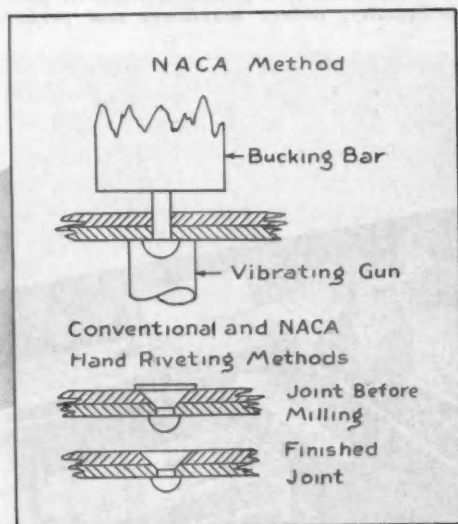 NACA Method
Bucking Bar
Vibrating Gun
Conventional and NACA
Hand Riveting Methods
Joint Before
Milling
Finished
Joint